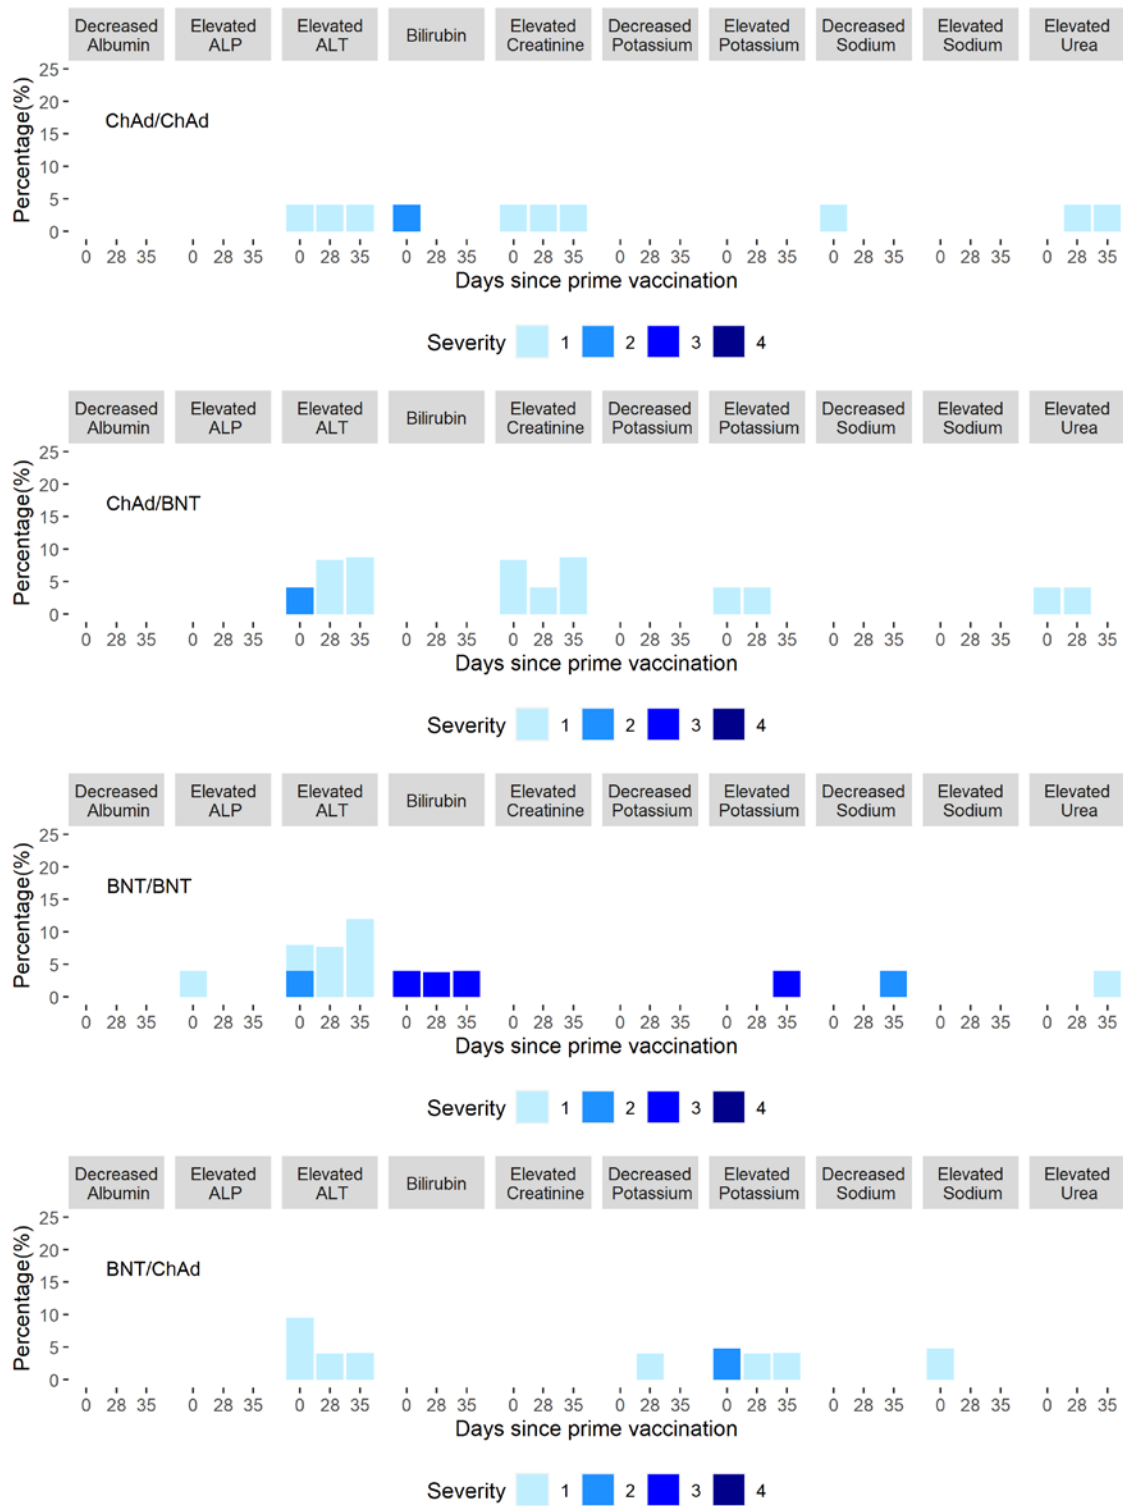 Decreased Albumin Elevated ALP Elevated ALT Bilirubin Elevated Creatinine Decreased Potassium Elevated Potassium Decreased Sodium Elevated Sodium Elevated Urea
Percentage(%)
25
20
ChAd/ChAd
15
10
5
0
0 28 35 0 28 35 0 28 35 0 28 35 0 28 35 0 28 35 0 28 35 0 28 35 0 28 35 0 28 35
Days since prime vaccination
Severity 1 2 3 4
Decreased Albumin Elevated ALP Elevated ALT Bilirubin Elevated Creatinine Decreased Potassium Elevated Potassium Decreased Sodium Elevated Sodium Elevated Urea
Percentage(%)
25
20
ChAd/BNT
15
10
5
0
0 28 35 0 28 35 0 28 35 0 28 35 0 28 35 0 28 35 0 28 35 0 28 35 0 28 35 0 28 35
Days since prime vaccination
Severity 1 2 3 4
Decreased Albumin Elevated ALP Elevated ALT Bilirubin Elevated Creatinine Decreased Potassium Elevated Potassium Decreased Sodium Elevated Sodium Elevated Urea
Percentage(%)
25
20
BNT/BNT
15
10
5
0
0 28 35 0 28 35 0 28 35 0 28 35 0 28 35 0 28 35 0 28 35 0 28 35 0 28 35 0 28 35
Days since prime vaccination
Severity 1 2 3 4
Decreased Albumin Elevated ALP Elevated ALT Bilirubin Elevated Creatinine Decreased Potassium Elevated Potassium Decreased Sodium Elevated Sodium Elevated Urea
Percentage(%)
25
20
BNT/ChAd
15
10
5
0
0 28 35 0 28 35 0 28 35 0 28 35 0 28 35 0 28 35 0 28 35 0 28 35 0 28 35 0 28 35
Days since prime vaccination
Severity 1 2 3 4